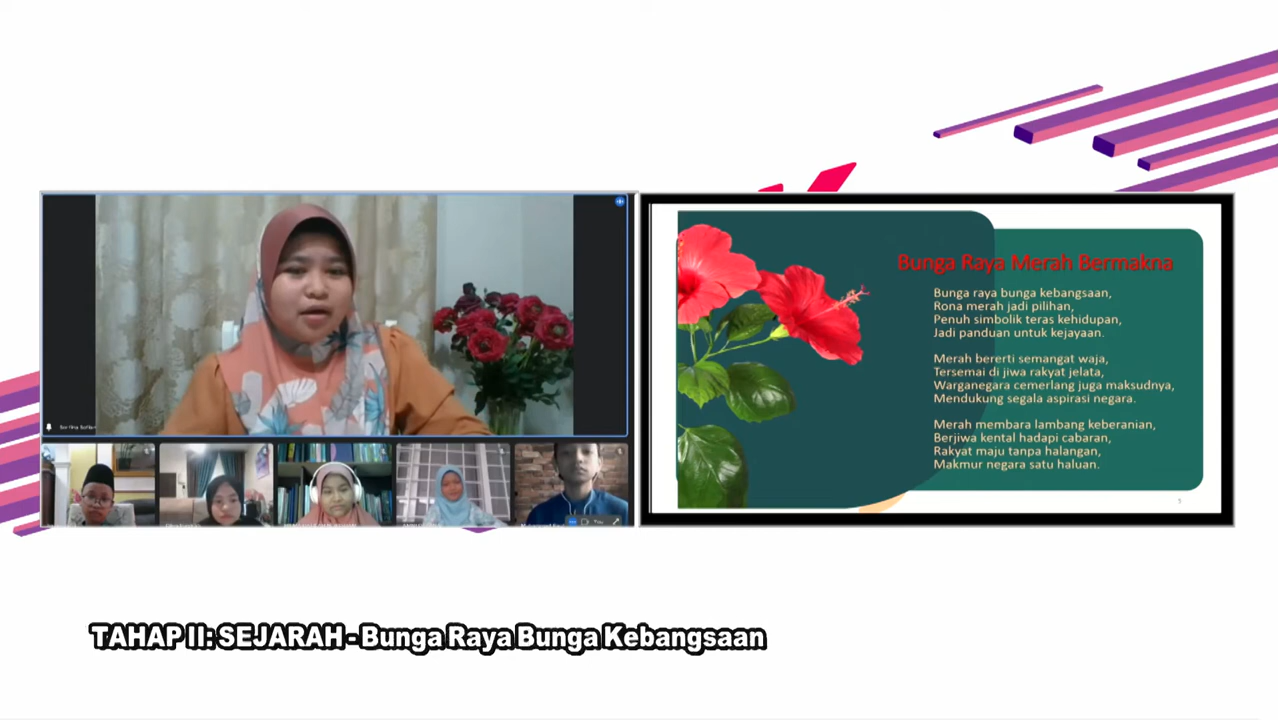 Bunga Raya Merah Bermakna
Bunga raya bunga kebangsaan,
Rona merah jadi pilihan,
Penuh simbolik teras kehidupan,
Jadi panduan untuk kejayaan.
Merah bererti semangat waja,
Tersemai di jiwa rakyat jelata,
Warganegara cemerlang juga maksudnya,
Mendukung segala aspirasi negara.
Merah membara lambang keberanian,
Berjiwa kental hadapi cabaran,
Rakyat maju tanpa halangan,
Makmur negara satu haluan.
5
TAHAP II: SEJARAH - Bunga Raya Bunga Kebangsaan